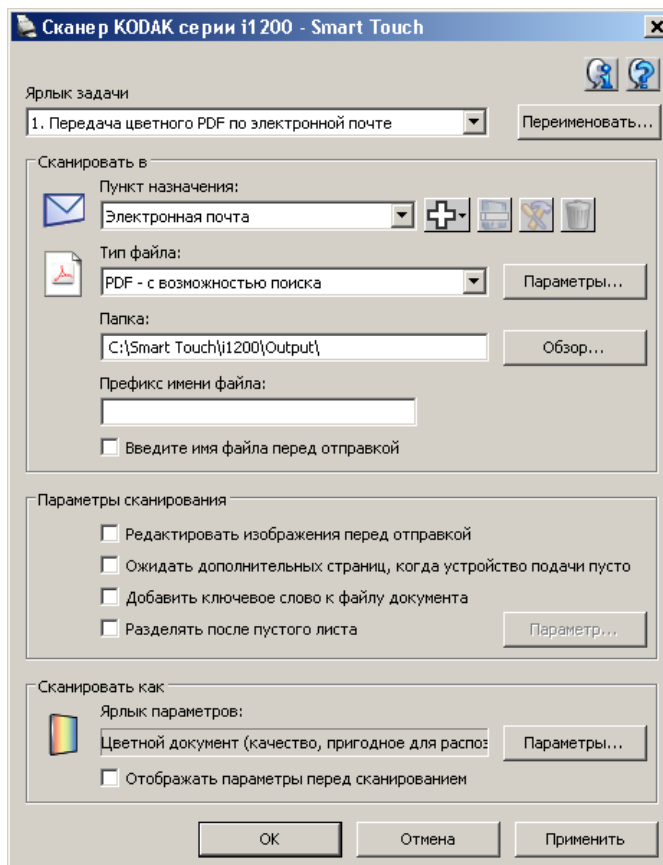 Сканер KODAK серии i1200 - Smart Touch
Ярлык задачи
1. Передача цветного PDF по электронной почте
Переименовать...
Сканировать в
Пункт назначения:
Электронная почта
Тип файла:
PDF - с возможностью поиска
Параметры...
Папка:
C:\Smart Touch\i1200\Output\
Обзор...
Префикс имени файла:
Введите имя файла перед отправкой
Параметры сканирования
Редактировать изображения перед отправкой
Ожидать дополнительных страниц, когда устройство подачи пусто
Добавить ключевое слово к файлу документа
Разделять после пустого листа
Параметр...
Сканировать как
Ярлык параметров:
Цветной документ (качество, пригодное для распоз
Параметры...
Отображать параметры перед сканированием
ОК
Отмена
Применить